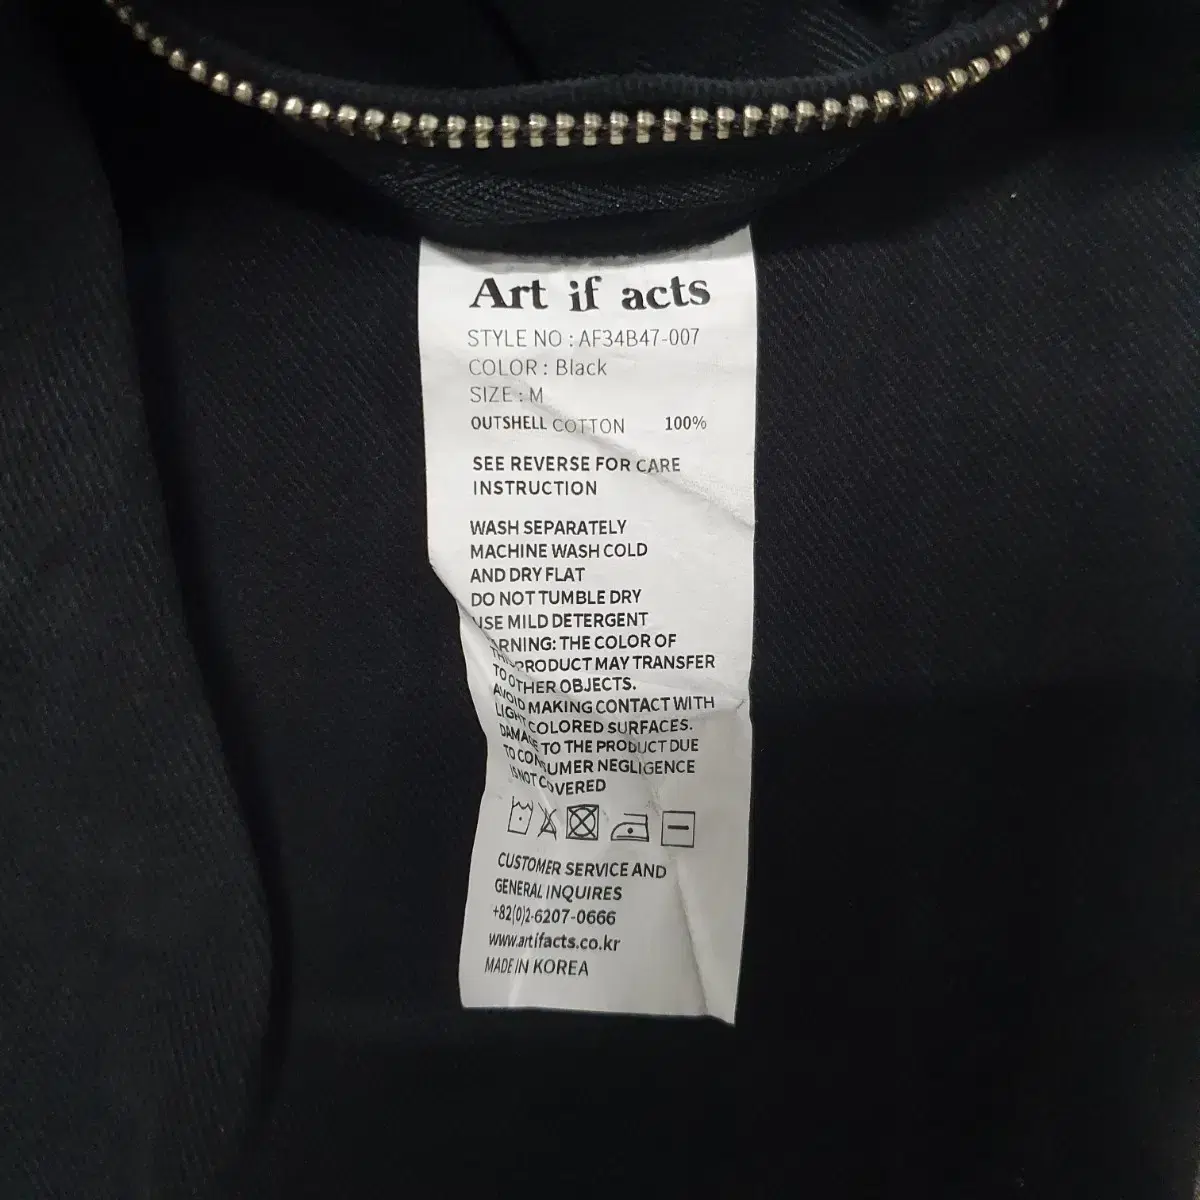 Art if acts
STYLE NO : AF34B47-007
COLOR : Black
SIZE : M
OUTSHELL COTTON 100%
SEE REVERSE FOR CARE
INSTRUCTION
WASH SEPARATELY
MACHINE WASH COLD
AND DRY FLAT
DO NOT TUMBLE DRY
USE MILD DETERGENT
RNING: THE COLOR OF
THIS PRODUCT MAY TRANSFER
TO OTHER OBJECTS.
AVOID MAKING CONTACT WITH
LIGHT COLORED SURFACES.
DAMAGE TO THE PRODUCT DUE
TO CONSUMER NEGLIGENCE
IS NOT COVERED
CUSTOMER SERVICE AND
GENERAL INQUIRES
+82(0)2-6207-0666
www.artifacts.co.kr
MADE IN KOREA